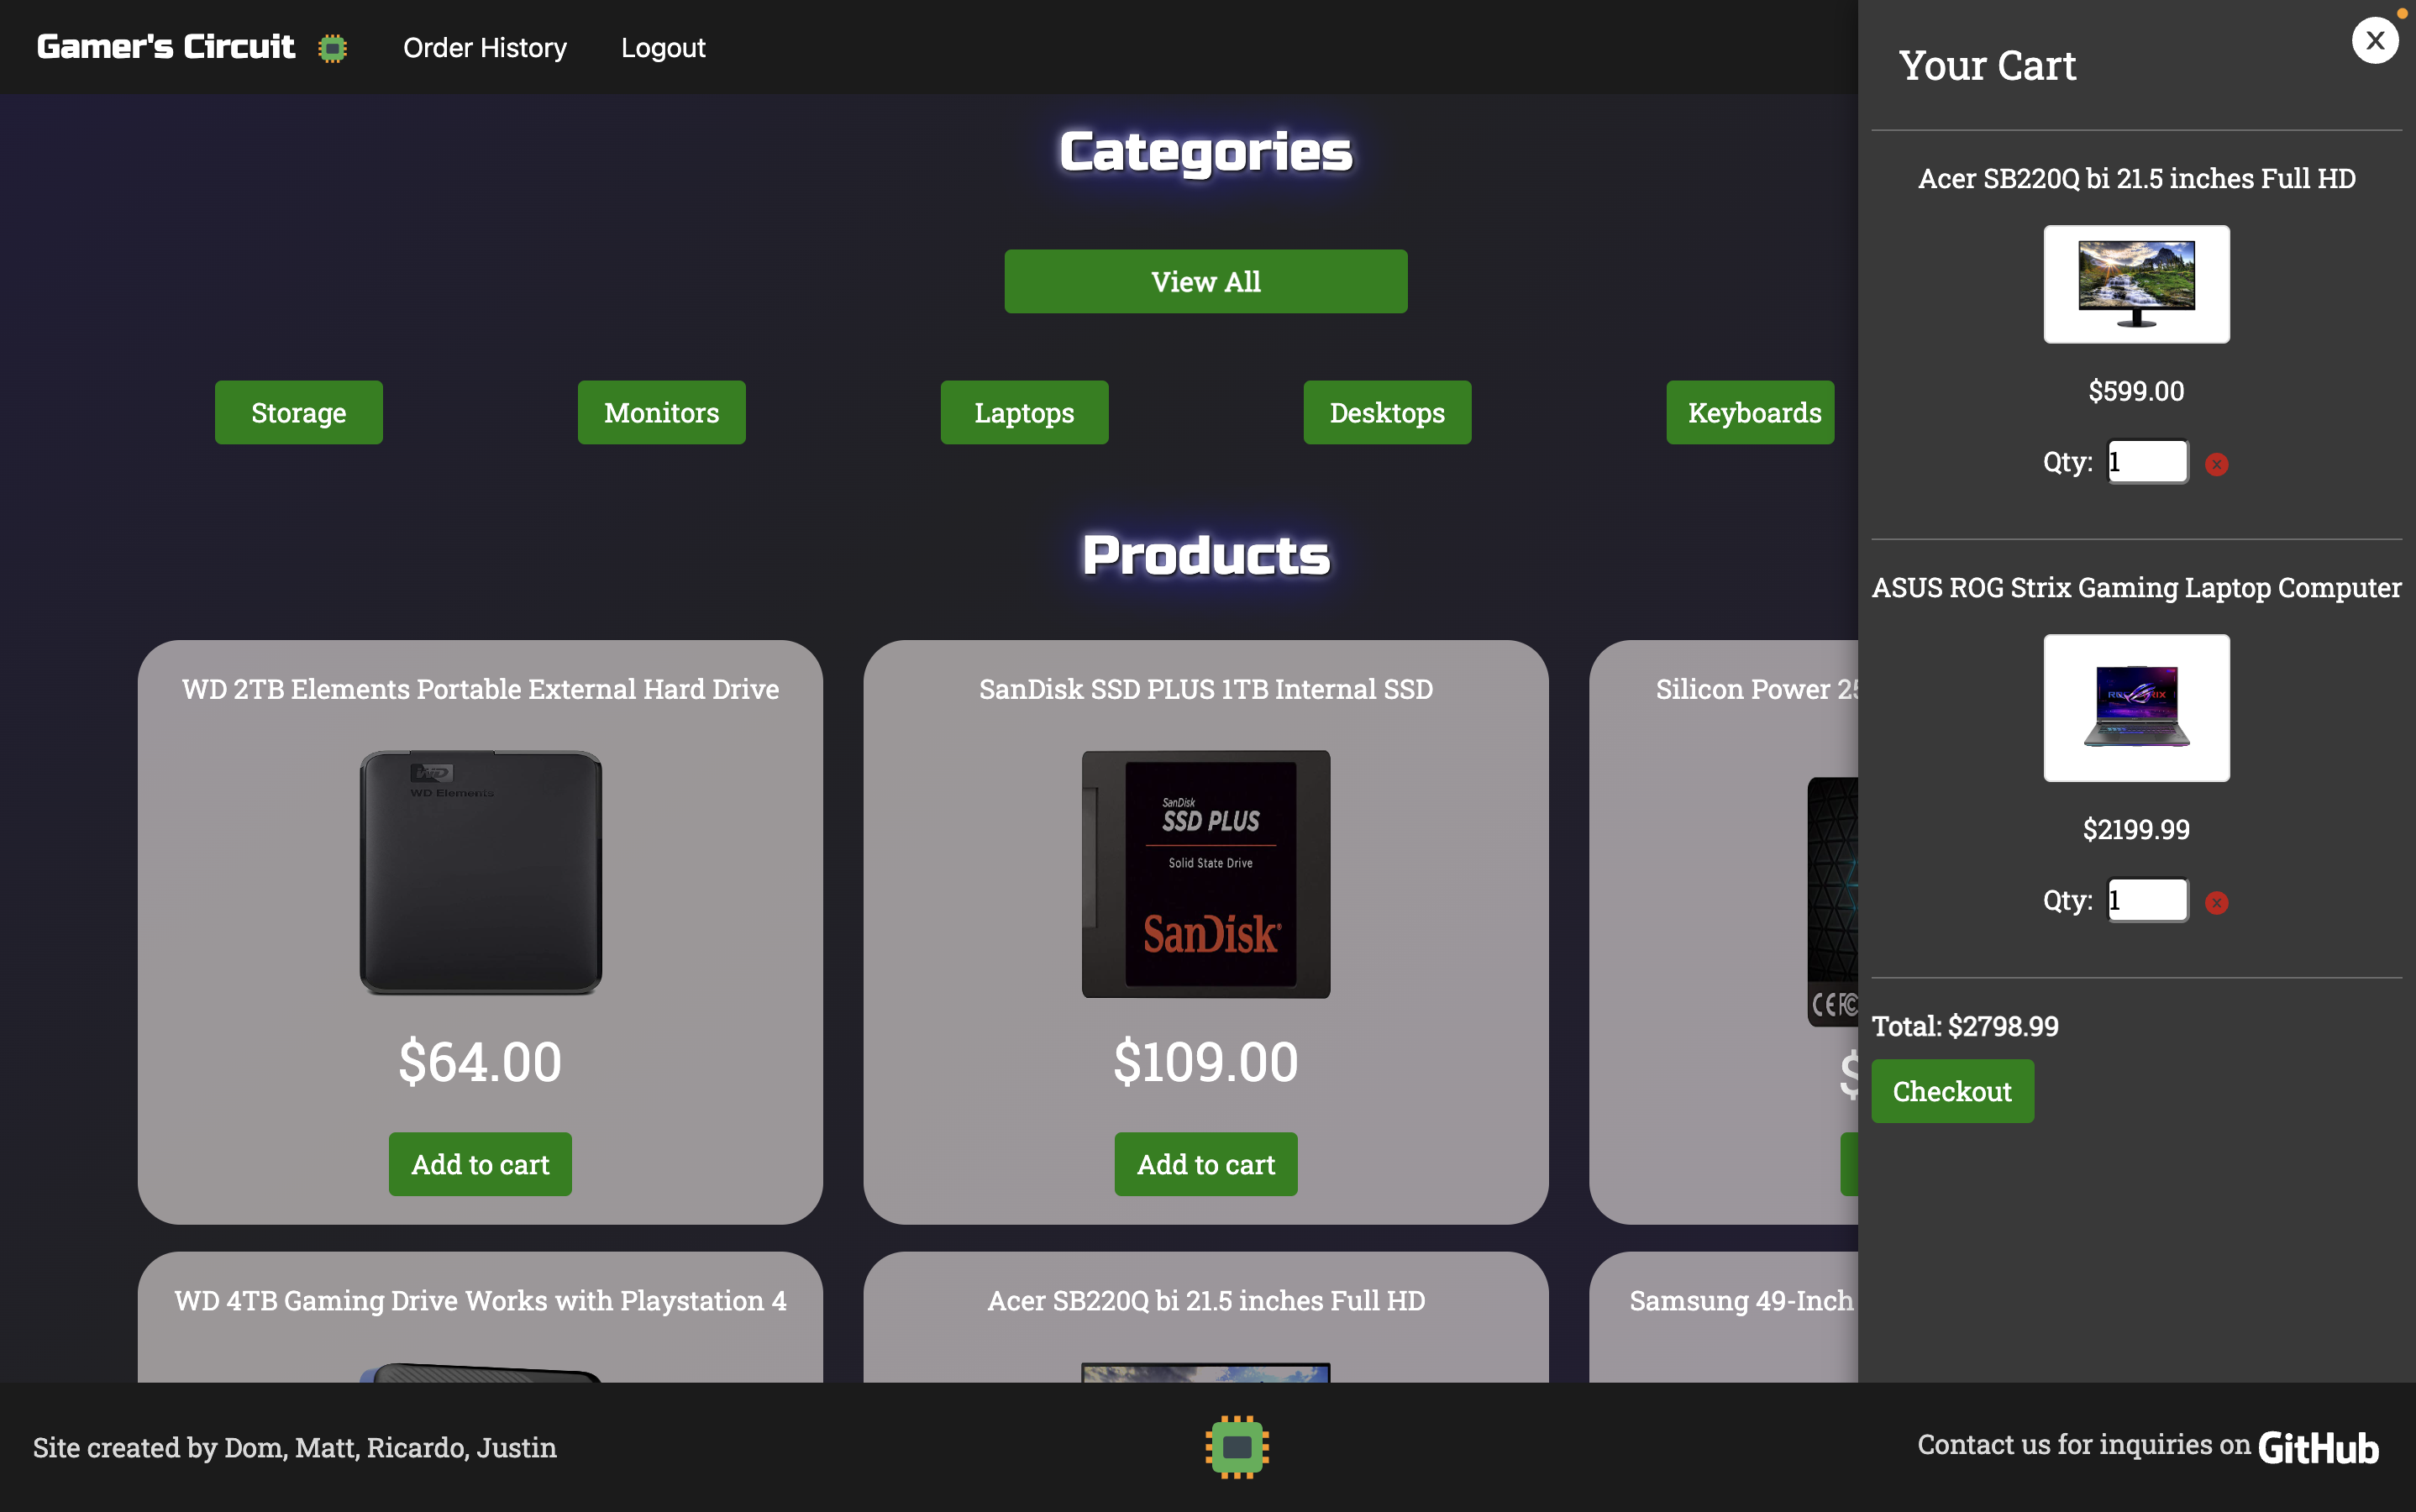 Gamer's Circuit
Order History
Logout
Categories
View All
Storage
Monitors
Laptops
Desktops
Keyboards
Products
WD 2TB Elements Portable External Hard Drive
WD
WD Elements
$64.00
Add to cart
SanDisk SSD PLUS 1TB Internal SSD
SanDisk
SSD PLUS
Solid State Drive
SanDisk
$109.00
Add to cart
Silicon Power 25
CE FC
$
WD 4TB Gaming Drive Works with Playstation 4
Acer SB220Q bi 21.5 inches Full HD
Samsung 49-Inch
Your Cart
X
Acer SB220Q bi 21.5 inches Full HD
$599.00
Qty: 1
ASUS ROG Strix Gaming Laptop Computer
$2199.99
Qty: 1
Total: $2798.99
Checkout
Site created by Dom, Matt, Ricardo, Justin
Contact us for inquiries on GitHub